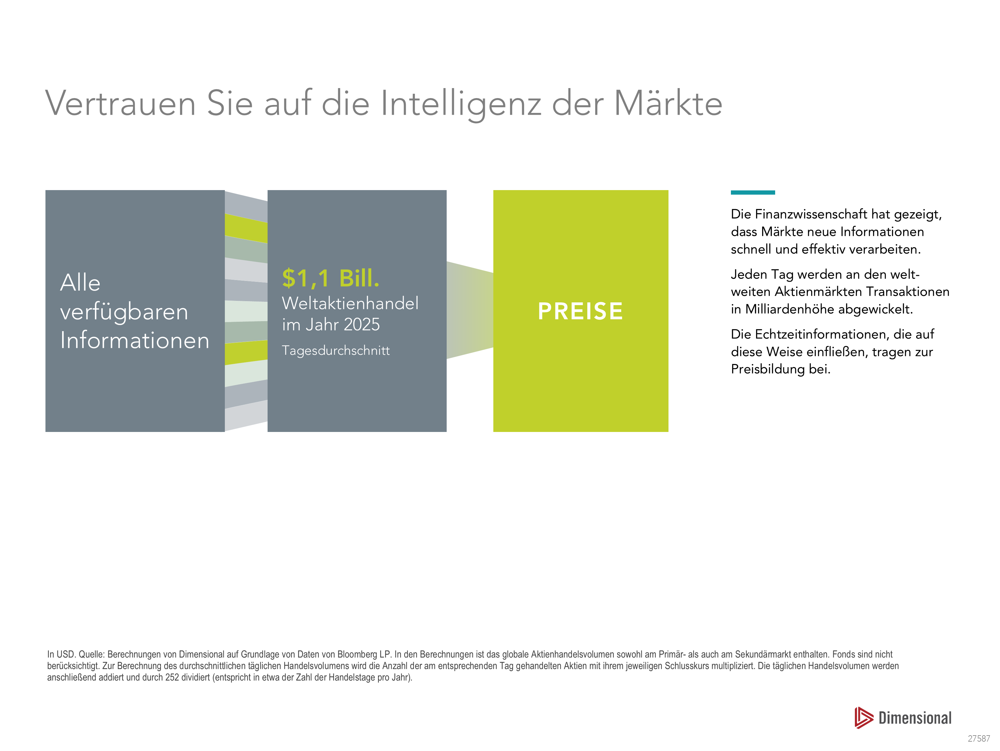 Vertrauen Sie auf die Intelligenz der Märkte
Alle
verfügbaren
Informationen
$1,1 Bill.
Weltaktienhandel
im Jahr 2025
Tagesdurchschnitt
PREISE
Die Finanzwissenschaft hat gezeigt,
dass Märkte neue Informationen
schnell und effektiv verarbeiten.
Jeden Tag werden an den welt-
weiten Aktienmärkten Transaktionen
in Milliardenhöhe abgewickelt.
Die Echtzeitinformationen, die auf
diese Weise einfließen, tragen zur
Preisbildung bei.
In USD. Quelle: Berechnungen von Dimensional auf Grundlage von Daten von Bloomberg LP. In den Berechnungen ist das globale Aktienhandelsvolumen sowohl am Primär- als auch am Sekundärmarkt enthalten. Fonds sind nicht
berücksichtigt. Zur Berechnung des durchschnittlichen täglichen Handelsvolumens wird die Anzahl der am entsprechenden Tag gehandelten Aktien mit ihrem jeweiligen Schlusskurs multipliziert. Die täglichen Handelsvolumen werden
anschließend addiert und durch 252 dividiert (entspricht in etwa der Zahl der Handelstage pro Jahr).
Dimensional
27587